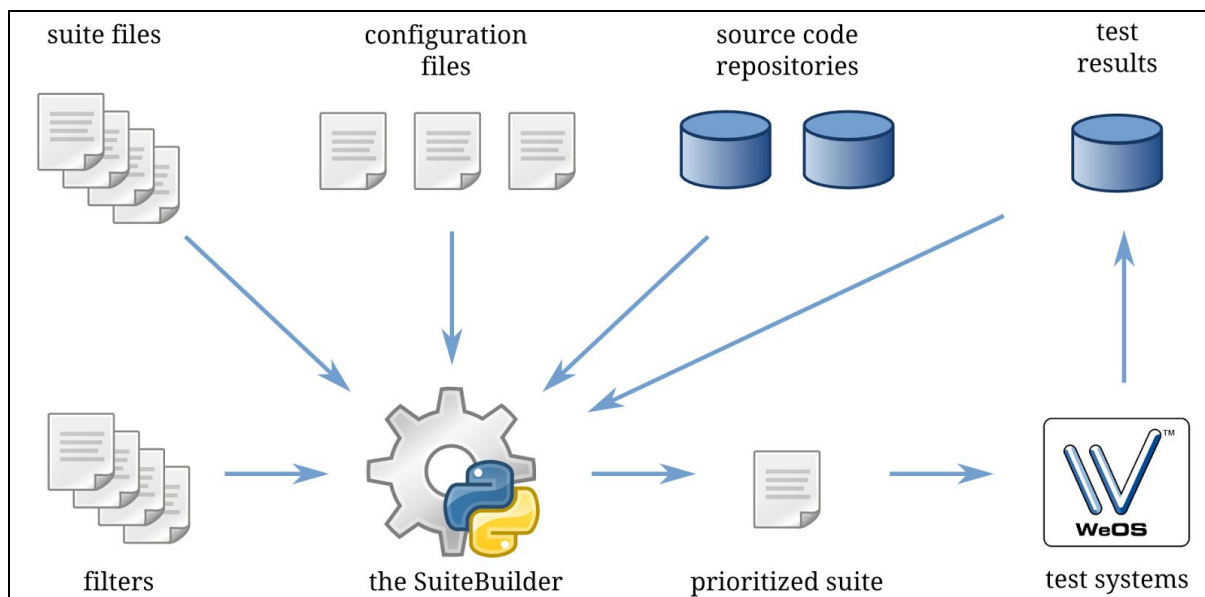 suite files
configuration
files
source code
repositories
test
results
WeOS
TM
filters
the SuiteBuilder
prioritized suite
test systems